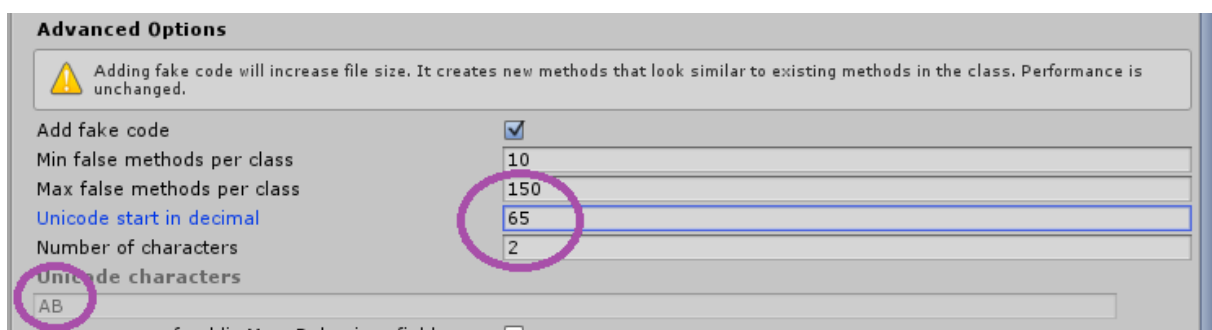 Advanced Options
Adding fake code will increase file size. It creates new methods that look similar to existing methods in the class. Performance is
unchanged.
Add fake code
Min false methods per class 10
Max false methods per class 150
Unicode start in decimal 65
Number of characters 2
Unicode characters
AB